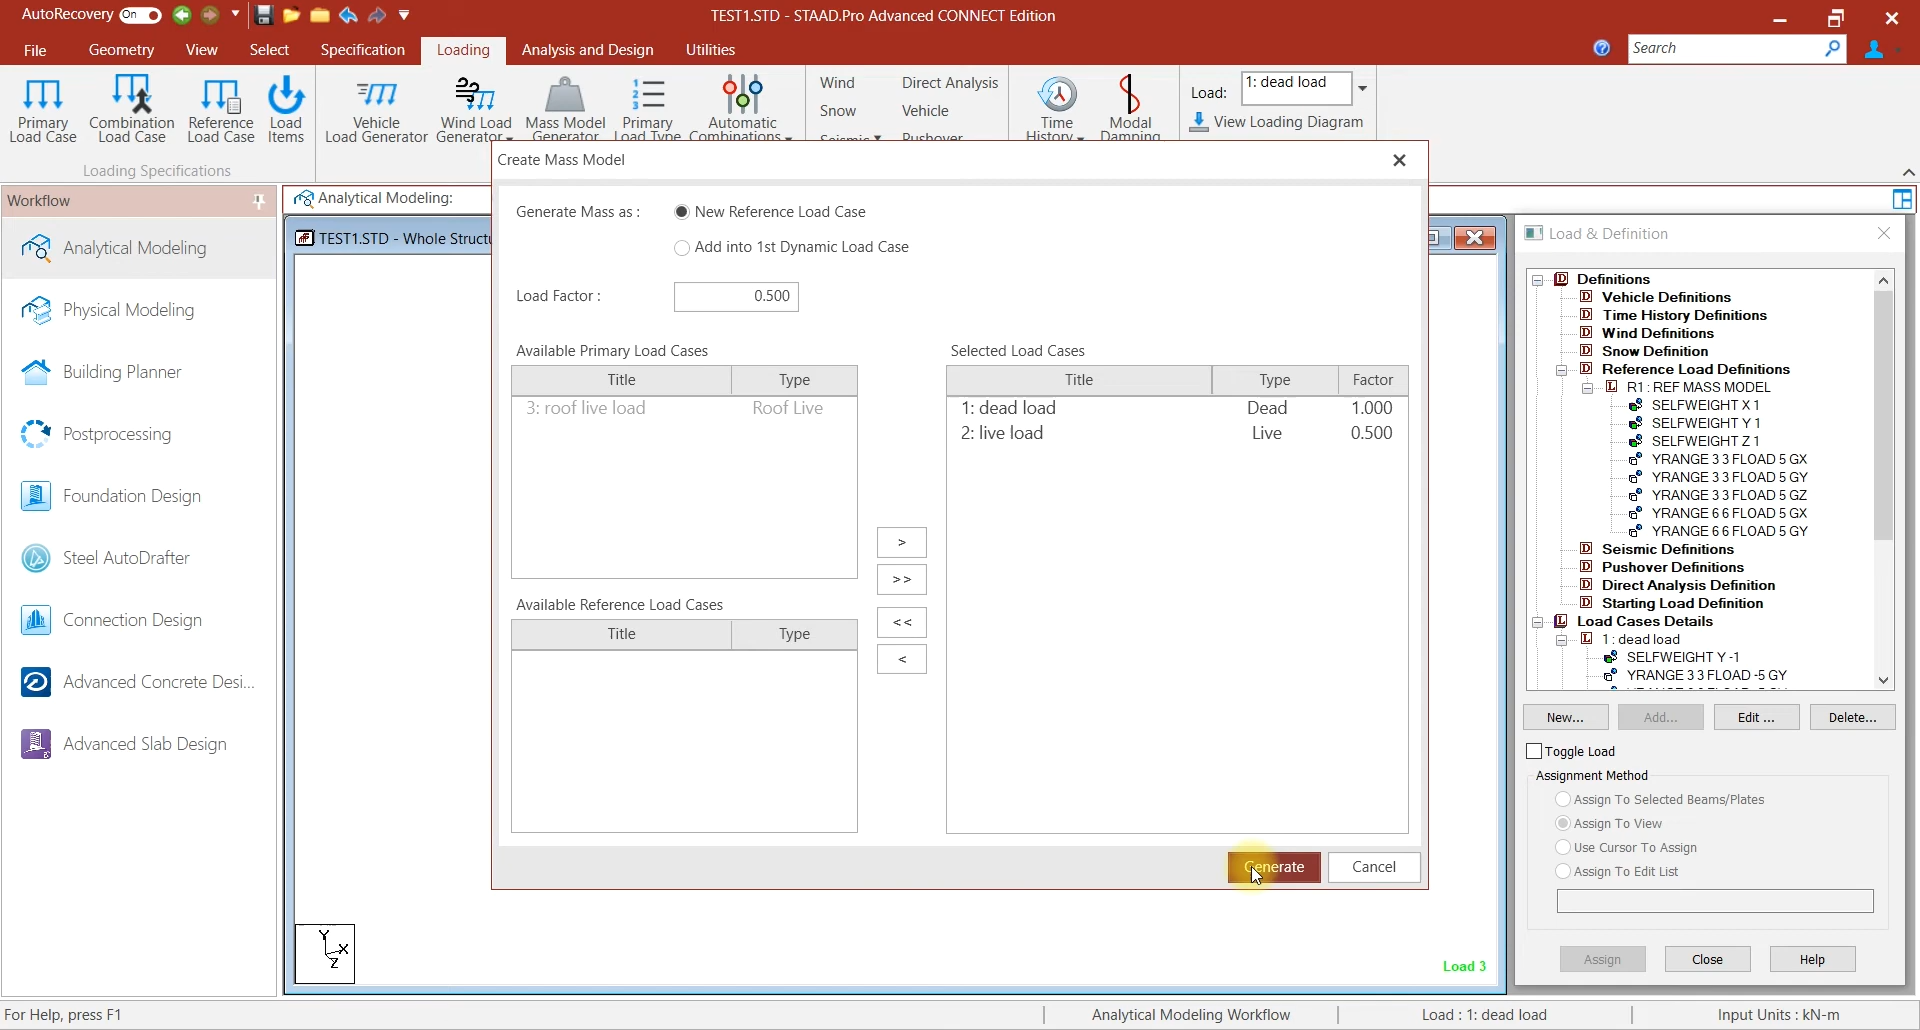 AutoRecovery On
TEST1.STD - STAAD.Pro Advanced CONNECT Edition
File Geometry View Select Specification Loading Analysis and Design Utilities
Search
Primary Load Case
Combination Load Case
Reference Load Case
Load Items
Loading Specifications
Vehicle Load Generator
Wind Load Generator
Mass Model Generator
Primary Load Type
Automatic Combinations
Wind
Snow
Seismic
Direct Analysis
Vehicle
Pushover
Time History
Modal Damping
Load: 1: dead load
View Loading Diagram
Workflow
Analytical Modeling
Physical Modeling
Building Planner
Postprocessing
Foundation Design
Steel AutoDrafter
Connection Design
Advanced Concrete Desi...
Advanced Slab Design
Analytical Modeling:
TEST1.STD - Whole Structu
Create Mass Model
Generate Mass as : New Reference Load Case
Add into 1st Dynamic Load Case
Load Factor : 0.500
Available Primary Load Cases
Title Type
3: roof live load Roof Live
Available Reference Load Cases
Title Type
>
>>
<<
<
Selected Load Cases
Title Type Factor
1: dead load Dead 1.000
2: live load Live 0.500
Generate Cancel
Y
X
Z
Load 3
Load & Definition
D Definitions
D Vehicle Definitions
D Time History Definitions
D Wind Definitions
D Snow Definition
D Reference Load Definitions
L R1 : REF MASS MODEL
SELFWEIGHT X 1
SELFWEIGHT Y 1
SELFWEIGHT Z 1
YRANGE 3 3 FLOAD 5 GX
YRANGE 3 3 FLOAD 5 GY
YRANGE 3 3 FLOAD 5 GZ
YRANGE 6 6 FLOAD 5 GX
YRANGE 6 6 FLOAD 5 GY
D Seismic Definitions
D Pushover Definitions
D Direct Analysis Definition
D Starting Load Definition
L Load Cases Details
L 1 : dead load
SELFWEIGHT Y -1
YRANGE 3 3 FLOAD -5 GY
New... Add... Edit ... Delete...
Toggle Load
Assignment Method
Assign To Selected Beams/Plates
Assign To View
Use Cursor To Assign
Assign To Edit List
Assign Close Help
For Help, press F1
Analytical Modeling Workflow
Load : 1: dead load
Input Units : kN-m